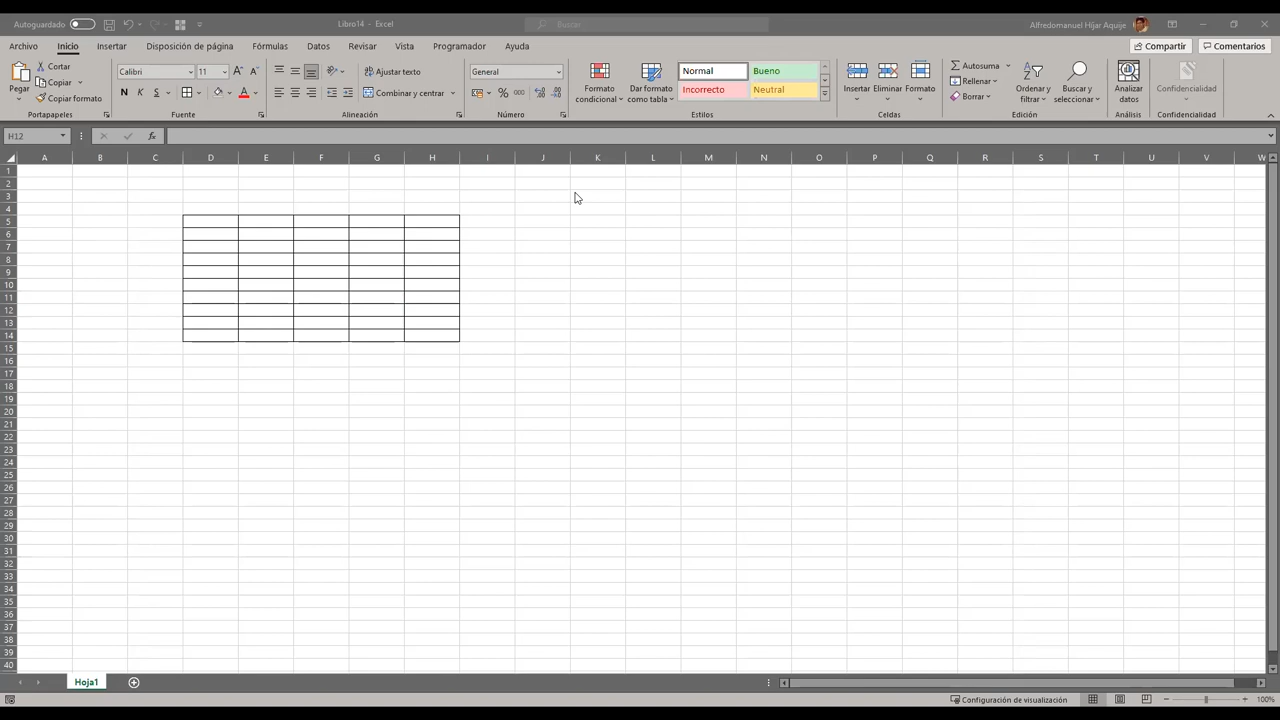 Autoguardado
Libro14 - Excel
Buscar
Alfredomanuel Híjar Aquije
Archivo Inicio Insertar Disposición de página Fórmulas Datos Revisar Vista Programador Ayuda Compartir Comentarios
Pegar
Cortar
Copiar
Copiar formato
Portapapeles
Calibri 11
N K S
Fuente
Ajustar texto
Combinar y centrar
Alineación
General
% 000
Número
Formato condicional
Dar formato como tabla
Normal Bueno
Incorrecto Neutral
Estilos
Insertar Eliminar Formato
Celdas
Autosuma
Rellenar
Borrar
Ordenar y filtrar
Buscar y seleccionar
Edición
Analizar datos
Análisis
Confidencialidad
Confidencialidad
H12 fx
A B C D E F G H I J K L M N O P Q R S T U V W
1
2
3
4
5
6
7
8
9
10
11
12
13
14
15
16
17
18
19
20
21
22
23
24
25
26
27
28
29
30
31
32
33
34
35
36
37
38
39
40
Hoja1
Configuración de visualización 100%